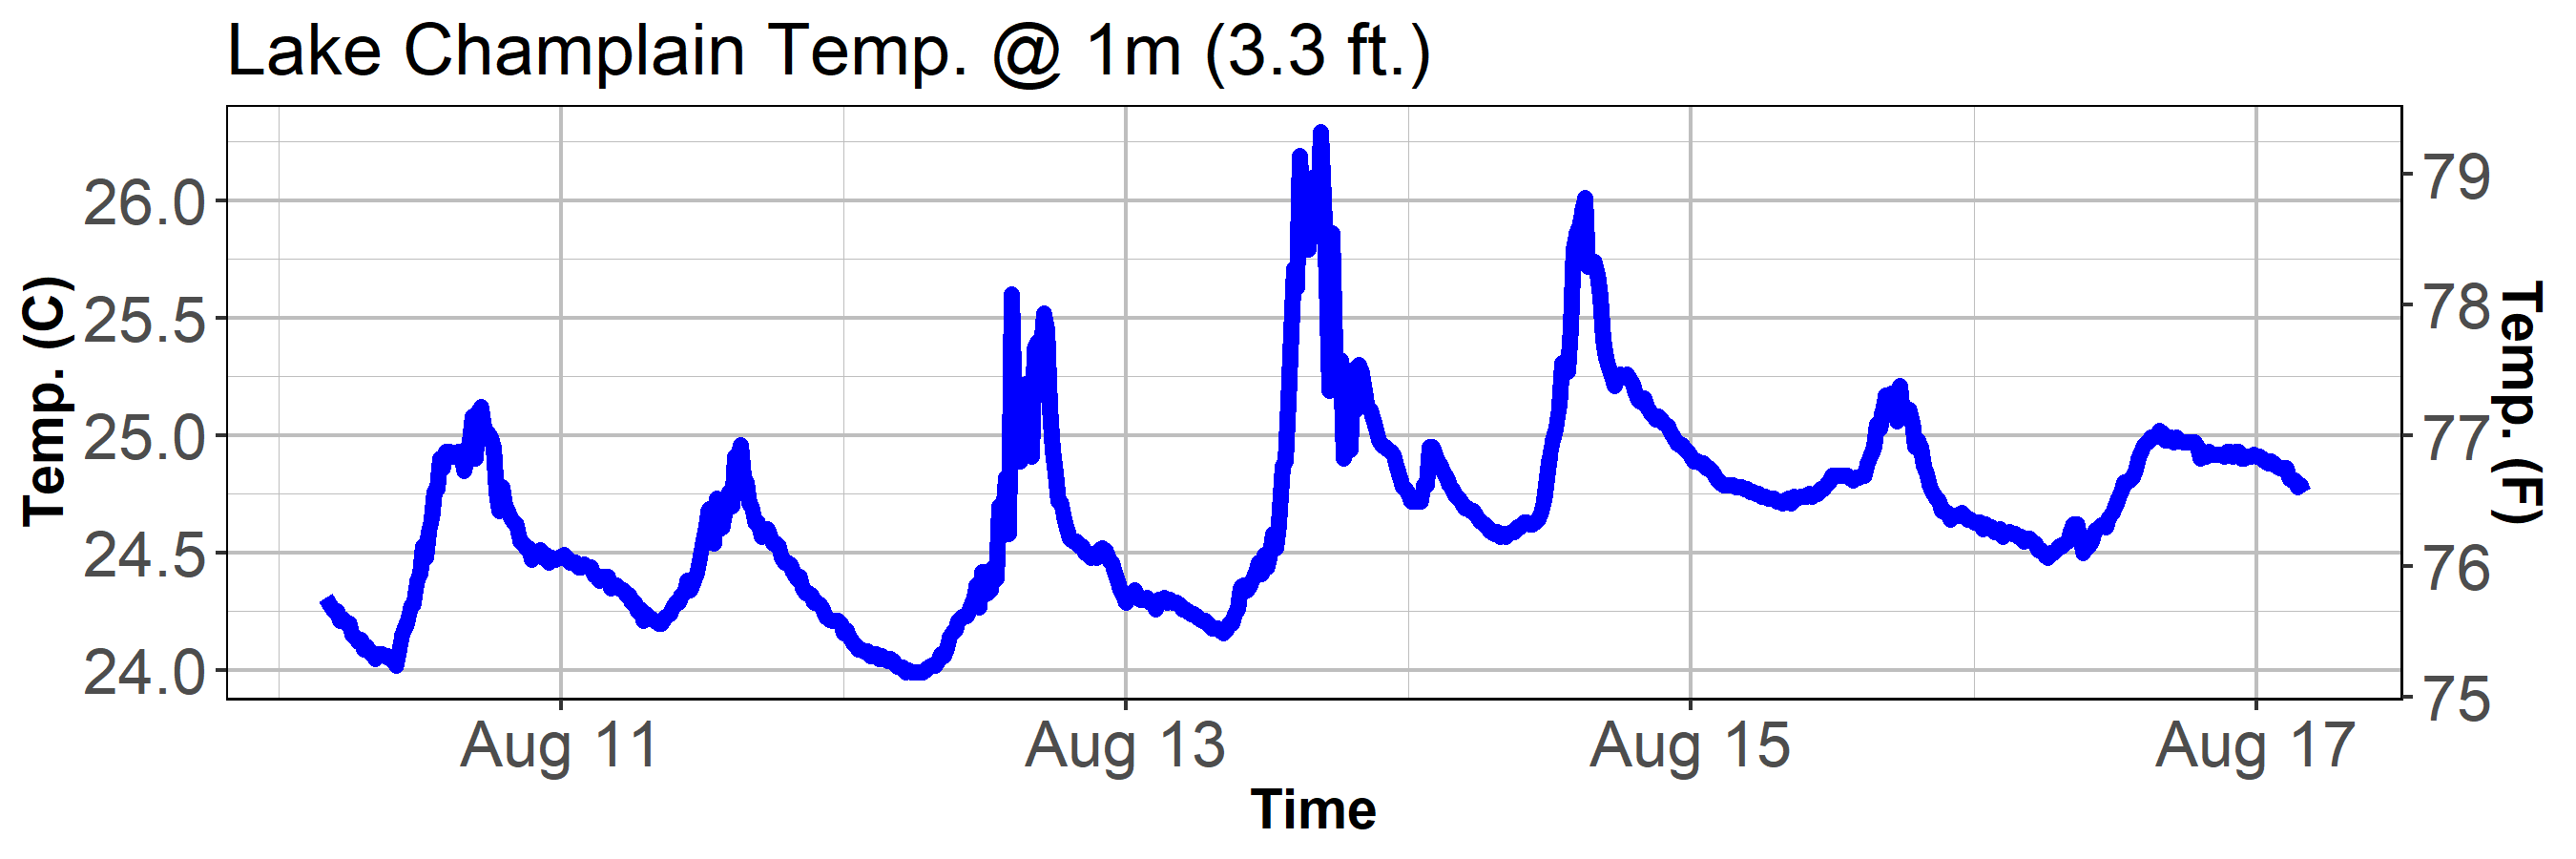 Lake Champlain Temp. @ 1m (3.3 ft.)
Temp. (C)
26.0
25.5
25.0
24.5
24.0
79
78
77
76
75
Temp. (F)
Aug 11
Aug 13
Aug 15
Aug 17
Time